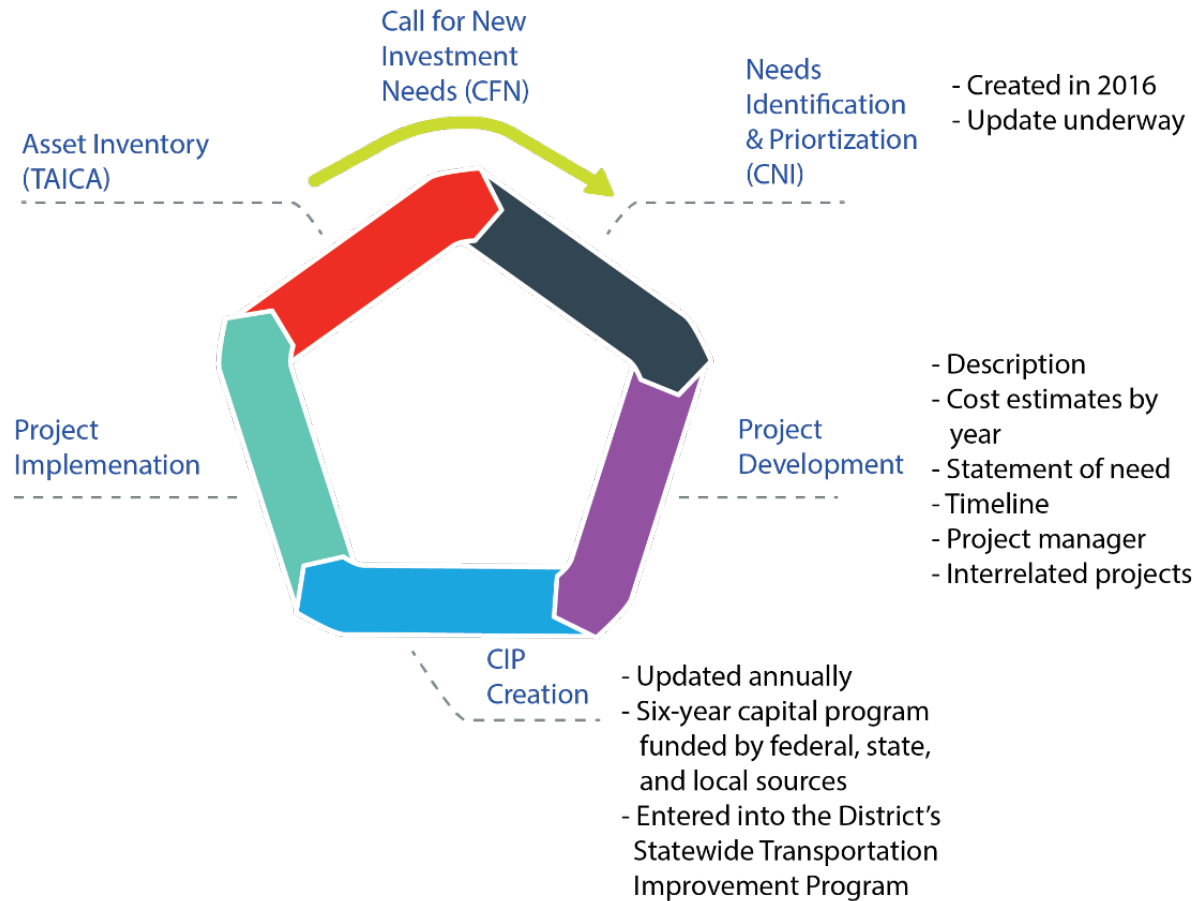 Call for New
Investment
Needs (CFN)
Asset Inventory
(TAICA)
Needs
Identification
& Priortization
(CNI)
- Created in 2016
- Update underway
Project
Implemenation
Project
Development
- Description
- Cost estimates by
year
- Statement of need
- Timeline
- Project manager
- Interrelated projects
CIP
Creation
- Updated annually
- Six-year capital program
funded by federal, state,
and local sources
- Entered into the District’s
Statewide Transportation
Improvement Program